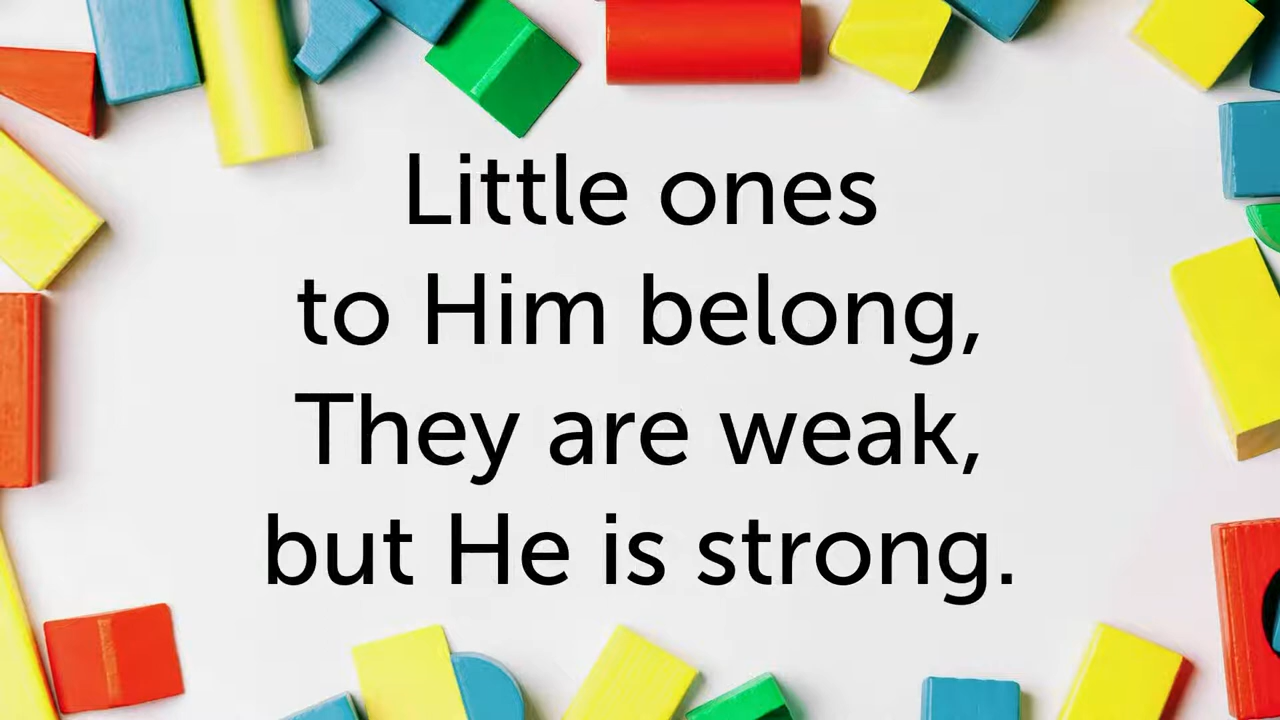 Little ones
to Him belong,
They are weak,
but He is strong.